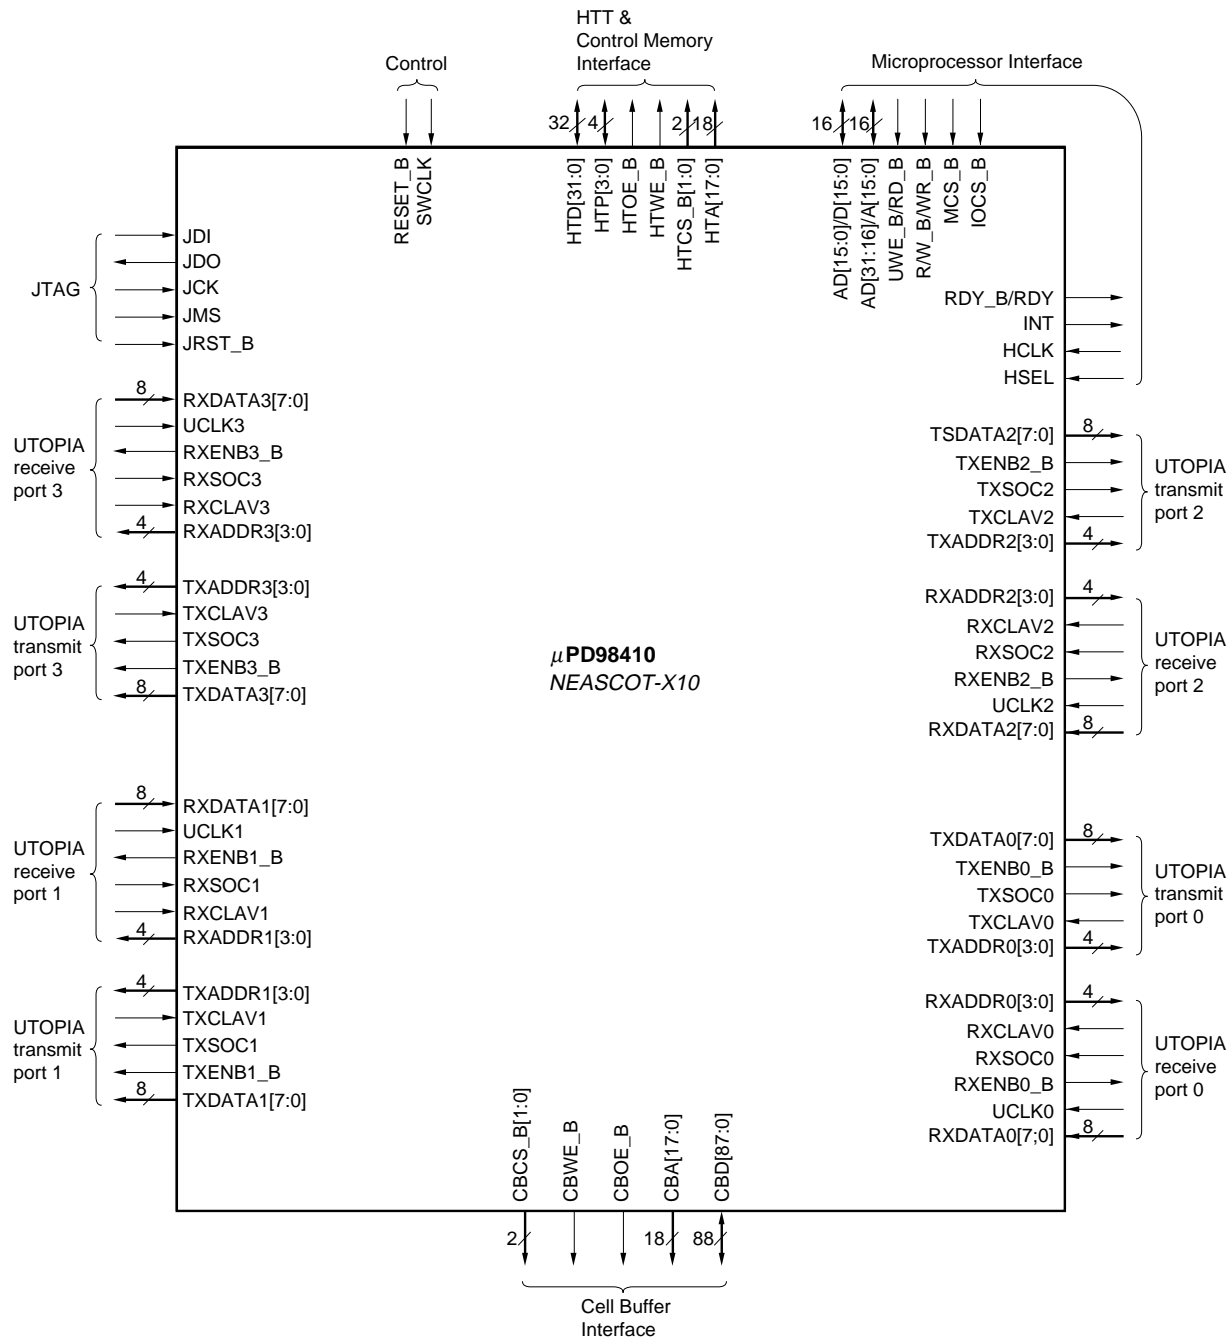 HTT &
Control Memory
Interface
Control
Microprocessor Interface
32
4
2
18
16
16
RESET_B
SWCLK
HTD[31:0]
HTP[3:0]
HTOE_B
HTWE_B
HTCS_B[1:0]
HTA[17:0]
AD[15:0]/D[15:0]
AD[31:16]/A[15:0]
UWE_B/RD_B
R/W_B/WR_B
MCS_B
IOCS_B
JTAG
JDI
JDO
JCK
JMS
JRST_B
RDY_B/RDY
INT
HCLK
HSEL
UTOPIA
receive
port 3
8
RXDATA3[7:0]
UCLK3
RXENB3_B
RXSOC3
RXCLAV3
4
RXADDR3[3:0]
TSDATA2[7:0]
8
TXENB2_B
TXSOC2
TXCLAV2
TXADDR2[3:0]
4
UTOPIA
transmit
port 2
UTOPIA
transmit
port 3
4
TXADDR3[3:0]
TXCLAV3
TXSOC3
TXENB3_B
8
TXDATA3[7:0]
μPD98410
NEASCOT-X10
RXADDR2[3:0]
4
RXCLAV2
RXSOC2
RXENB2_B
UCLK2
RXDATA2[7:0]
8
UTOPIA
receive
port 2
UTOPIA
receive
port 1
8
RXDATA1[7:0]
UCLK1
RXENB1_B
RXSOC1
RXCLAV1
4
RXADDR1[3:0]
TXDATA0[7:0]
8
TXENB0_B
TXSOC0
TXCLAV0
TXADDR0[3:0]
4
UTOPIA
transmit
port 0
UTOPIA
transmit
port 1
4
TXADDR1[3:0]
TXCLAV1
TXSOC1
TXENB1_B
8
TXDATA1[7:0]
RXADDR0[3:0]
4
RXCLAV0
RXSOC0
RXENB0_B
UCLK0
RXDATA0[7;0]
8
UTOPIA
receive
port 0
CBCS_B[1:0]
CBWE_B
CBOE_B
CBA[17:0]
CBD[87:0]
2
18
88
Cell Buffer
Interface